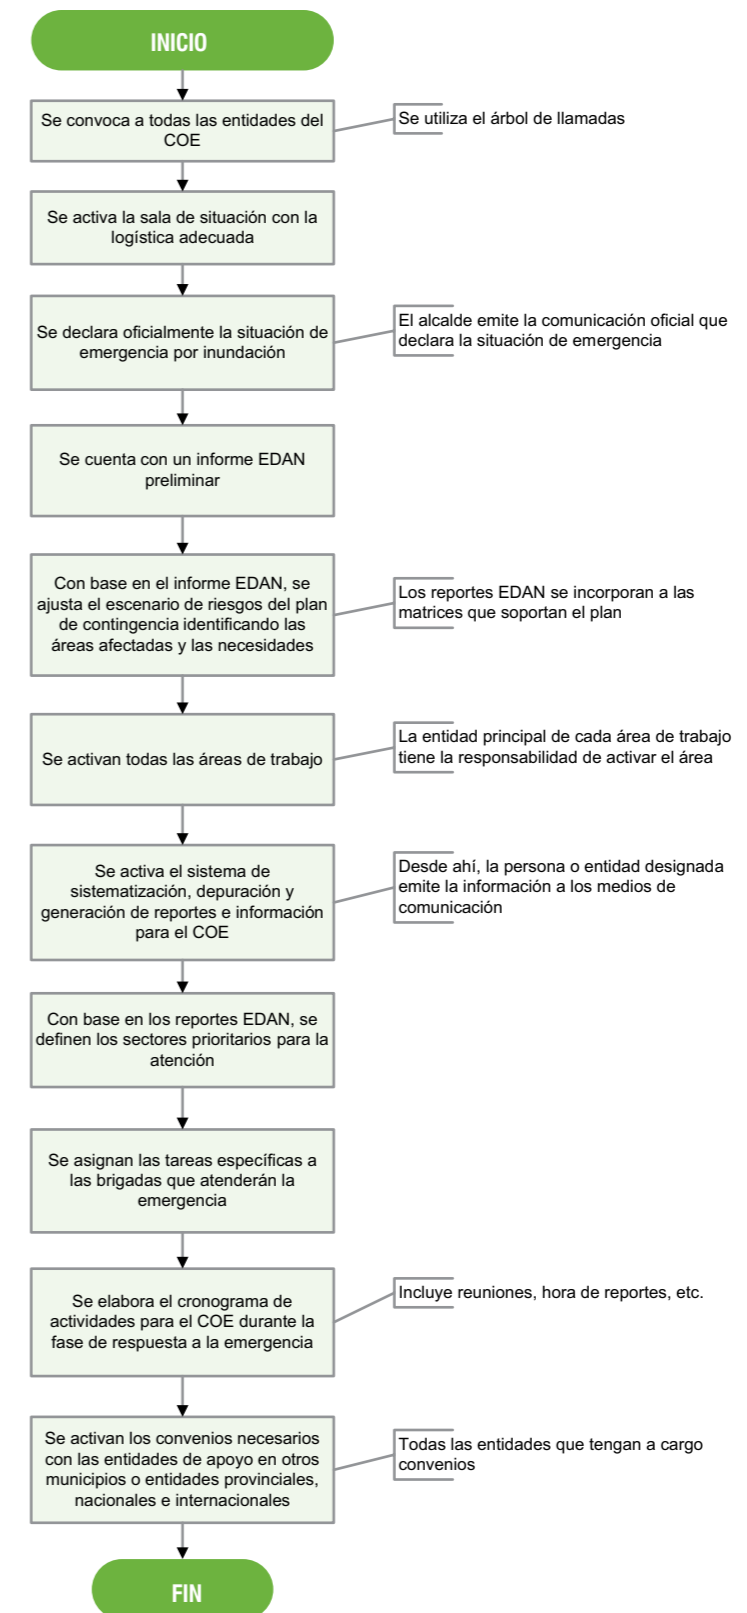 INICIO
Se convoca a todas las entidades del
COE
Se utiliza el árbol de llamadas
Se activa la sala de situación con la
logística adecuada
Se declara oficialmente la situación de
emergencia por inundación
El alcalde emite la comunicación oficial que
declara la situación de emergencia
Se cuenta con un informe EDAN
preliminar
Con base en el informe EDAN, se
ajusta el escenario de riesgos del plan
de contingencia identificando las
áreas afectadas y las necesidades
Los reportes EDAN se incorporan a las
matrices que soportan el plan
Se activan todas las áreas de trabajo
La entidad principal de cada área de trabajo
tiene la responsabilidad de activar el área
Se activa el sistema de
sistematización, depuración y
generación de reportes e información
para el COE
Desde ahí, la persona o entidad designada
emite la información a los medios de
comunicación
Con base en los reportes EDAN, se
definen los sectores prioritarios para la
atención
Se asignan las tareas específicas a
las brigadas que atenderán la
emergencia
Se elabora el cronograma de
actividades para el COE durante la
fase de respuesta a la emergencia
Incluye reuniones, hora de reportes, etc.
Se activan los convenios necesarios
con las entidades de apoyo en otros
municipios o entidades provinciales,
nacionales e internacionales
Todas las entidades que tengan a cargo
convenios
FIN